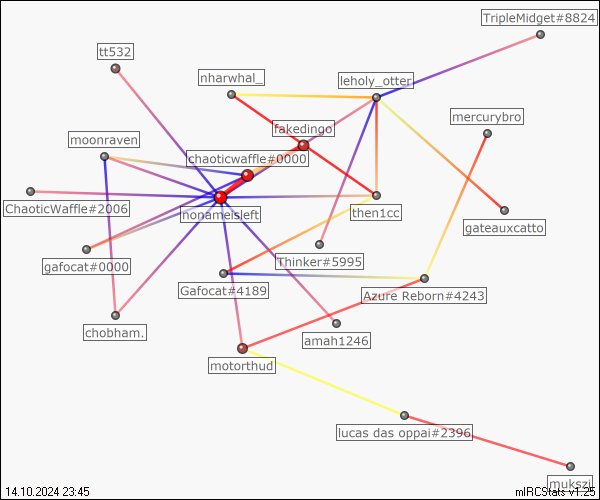 TripleMidget#8824
tt532
nharwhal_
leholy_otter
mercurybro
fakedingo
moonraven
chaoticwaffle#0000
ChaoticWaffle#2006
nonameisleft
then1cc
gateauxcatto
gafocat#0000
Thinker#5995
Gafocat#4189
Azure Reborn#4243
chobham.
amah1246
motorthud
lucas das oppai#2396
mukszi
14.10.2024 23:45
mIRCStats v1.25